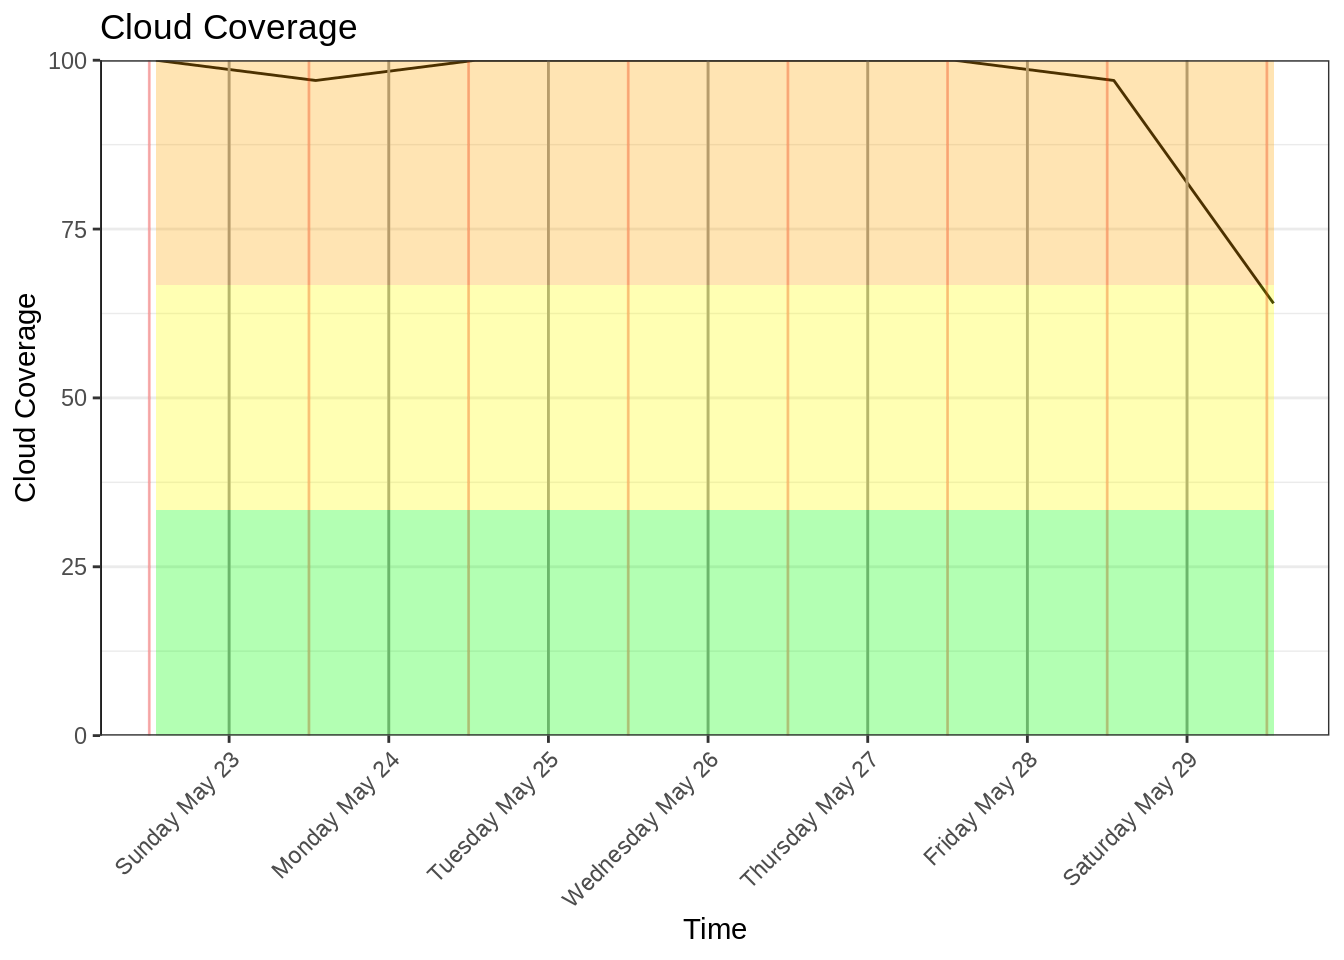 Cloud Coverage
100
75
50
25
0
Cloud Coverage
Sunday May 23
Monday May 24
Tuesday May 25
Wednesday May 26
Thursday May 27
Friday May 28
Saturday May 29
Time